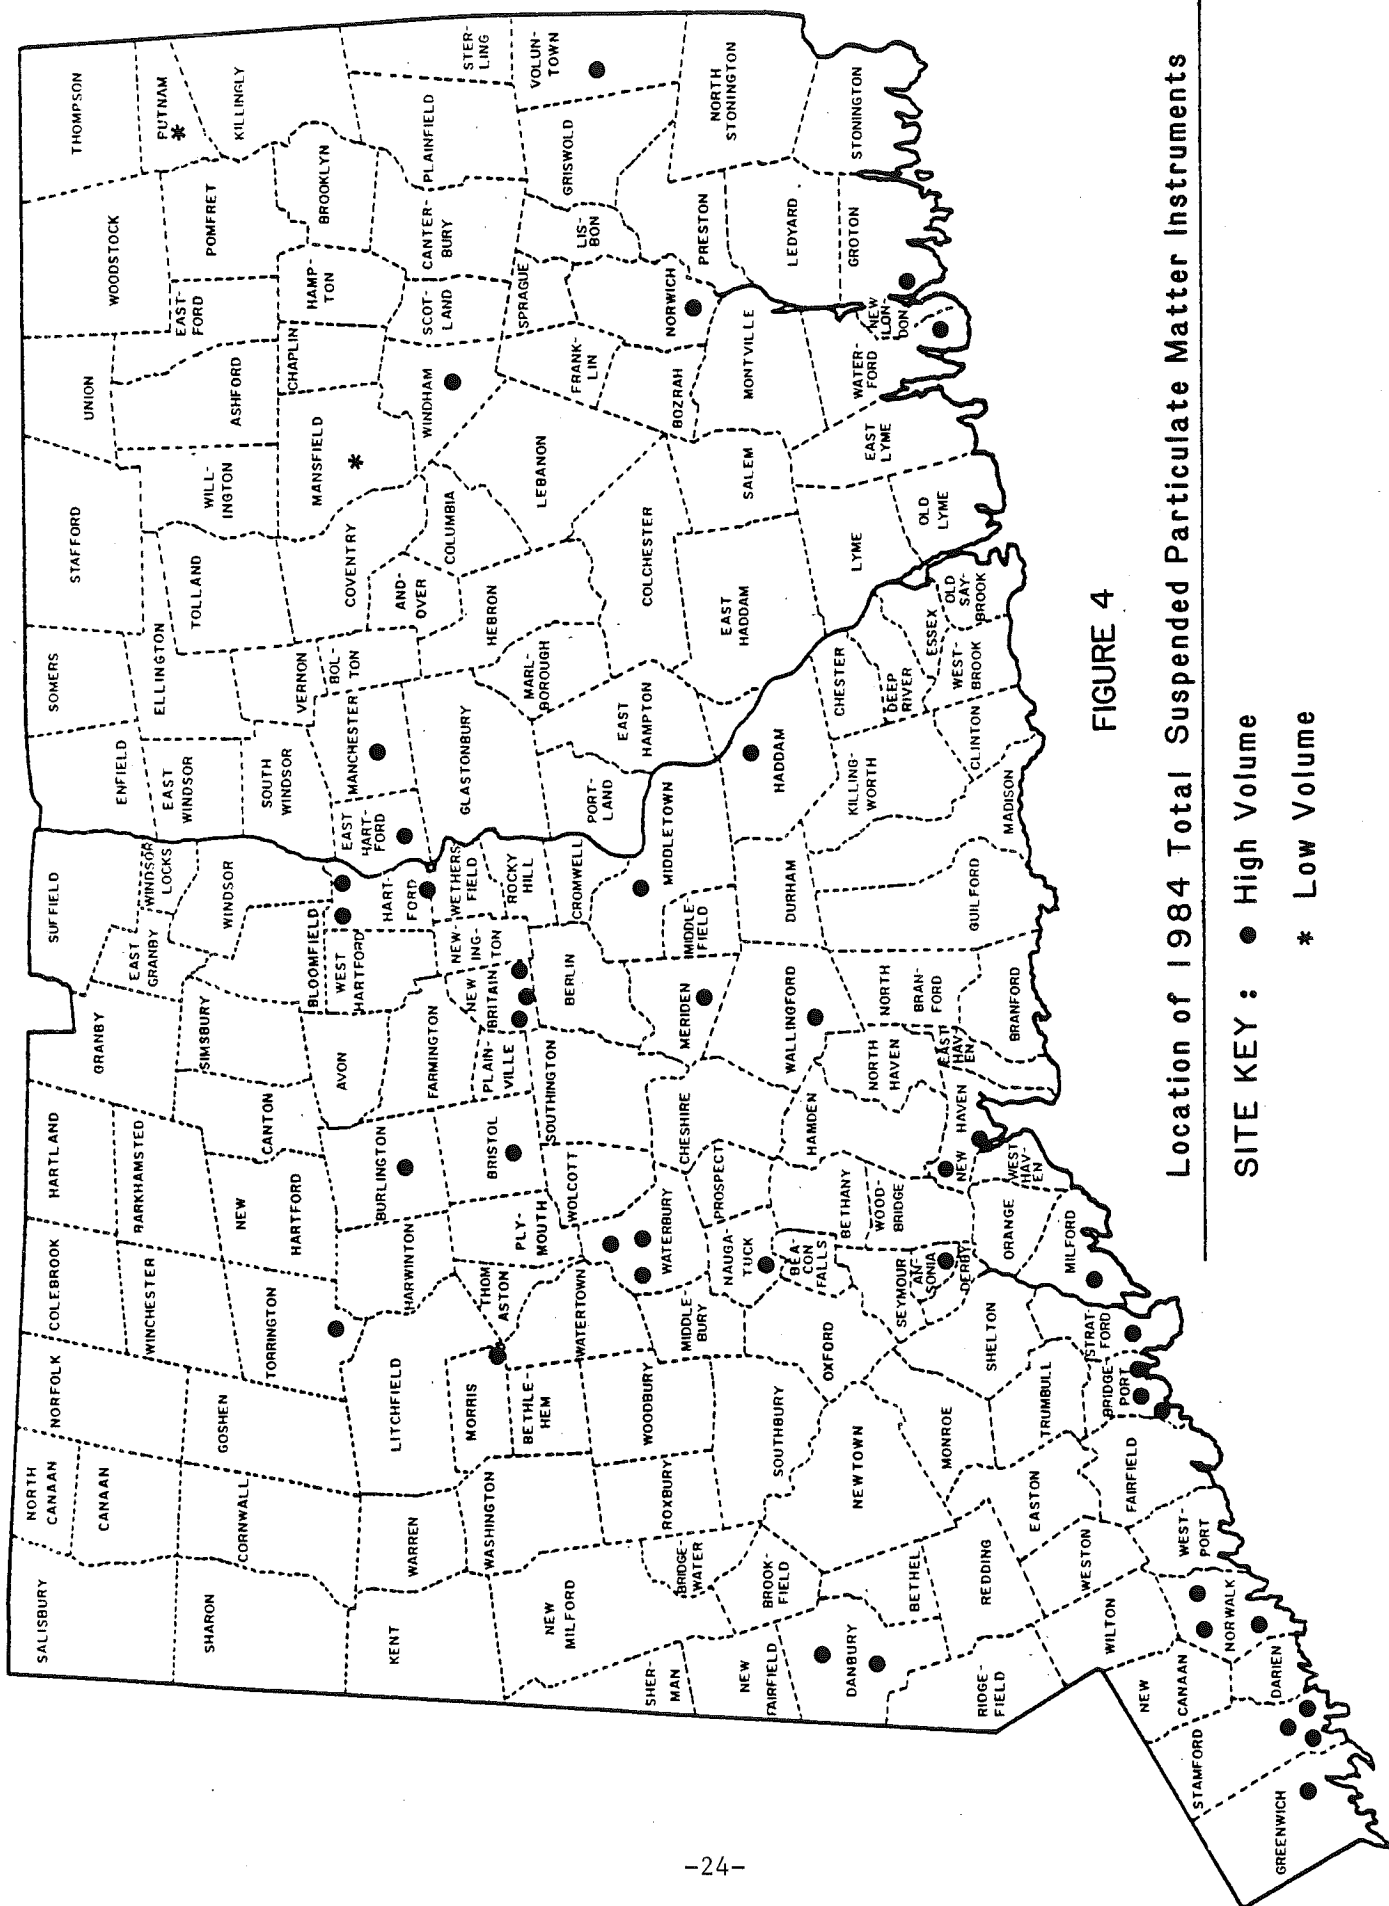 SALISBURY
NORTH
CANAAN
CANAAN
NORFOLK
COLEBROOK
HARTLAND
GRANBY
SUFFIELD
EAST
GRANBY
WINDSOR
LOCKS
ENFIELD
SOMERS
STAFFORD
UNION
WOODSTOCK
THOMPSON
PUTNAM
*
SHARON
CORNWALL
GOSHEN
WINCHESTER
BARKHAMSTED
TORRINGTON
NEW
HARTFORD
CANTON
SIMSBURY
BLOOMFIELD
WINDSOR
EAST
WINDSOR
SOUTH
WINDSOR
ELLINGTON
VERNON
TOLLAND
WILL-
INGTON
ASHFORD
EAST-
FORD
POMFRET
KILLINGLY
KENT
WARREN
LITCHFIELD
HARWINTON
BURLINGTON
AVON
FARMINGTON
WEST
HARTFORD
HART-
FORD
EAST
HART-
FORD
MANCHESTER
BOL-
TON
COVENTRY
AND-
OVER
MANSFIELD
*
CHAPLIN
HAMP-
TON
BROOKLYN
WINDHAM
SCOT-
LAND
CANTER-
BURY
PLAINFIELD
STER-
LING
NEW
MILFORD
WASHINGTON
MORRIS
BETHLE-
HEM
THOM
ASTON
PLY-
MOUTH
BRISTOL
PLAIN-
VILLE
NEW
BRITAIN
NEW-
ING-
TON
WETHERS
FIELD
ROCKY
HILL
GLASTONBURY
HEBRON
MARL-
BOROUGH
COLUMBIA
LEBANON
SPRAGUE
FRANK-
LIN
LIS-
BON
GRISWOLD
VOLUN-
TOWN
SHER-
MAN
BRIDGE-
WATER
ROXBURY
WOODBURY
WATERTOWN
MIDDLE-
BURY
WATERBURY
WOLCOTT
SOUTHINGTON
CHESHIRE
BERLIN
CROMWELL
MERIDEN
MIDDLE-
FIELD
MIDDLETOWN
PORT-
LAND
EAST
HAMPTON
COLCHESTER
BOZRAH
NORWICH
PRESTON
NORTH
STONINGTON
NEW
FAIRFIELD
BROOK-
FIELD
SOUTHBURY
OXFORD
NAUGA-
TUCK
BEA-
CON
FALLS
PROSPECT
BETHANY
HAMDEN
WALLINGFORD
DURHAM
HADDAM
EAST
HADDAM
SALEM
MONTVILLE
LEDYARD
DANBURY
BETHEL
NEWTOWN
MONROE
SHELTON
SEYMOUR
AN-
SONIA
DERBY
WOOD-
BRIDGE
NORTH
HAVEN
NORTH
BRAN-
FORD
KILLING-
WORTH
CHESTER
DEEP
RIVER
ESSEX
LYME
EAST
LYME
WATER-
FORD
NEW
LON-
DON
GROTON
STONINGTON
RIDGE-
FIELD
REDDING
EASTON
TRUMBULL
ORANGE
NEW
HAVEN
WEST
HAV-
EN
EAST
HAV-
EN
BRANFORD
GUILFORD
MADISON
CLINTON
WEST-
BROOK
OLD
SAY-
BROOK
OLD
LYME
WILTON
WESTON
FAIRFIELD
BRIDGE-
PORT
STRAT-
FORD
MILFORD
NEW
CANAAN
NORWALK
WEST-
PORT
STAMFORD
DARIEN
GREENWICH
FIGURE 4
Location of 1984 Total Suspended Particulate Matter Instruments
SITE KEY : ● High Volume
* Low Volume
-24-